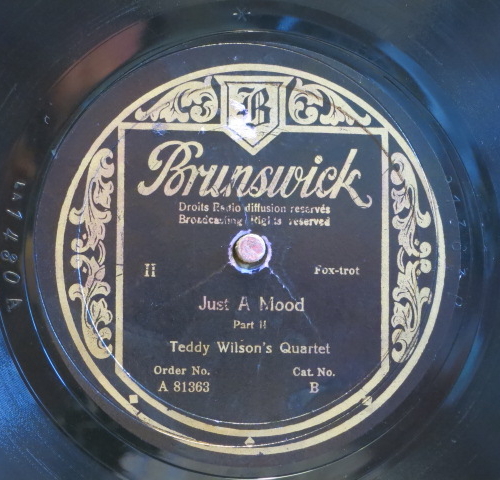 B
Brunswick
Droits Radio diffusion reservés
Broadcasting Rights reserved
II Fox-trot
Just A Mood
Part II
Teddy Wilson's Quartet
Order No. Cat. No.
A 81363 B